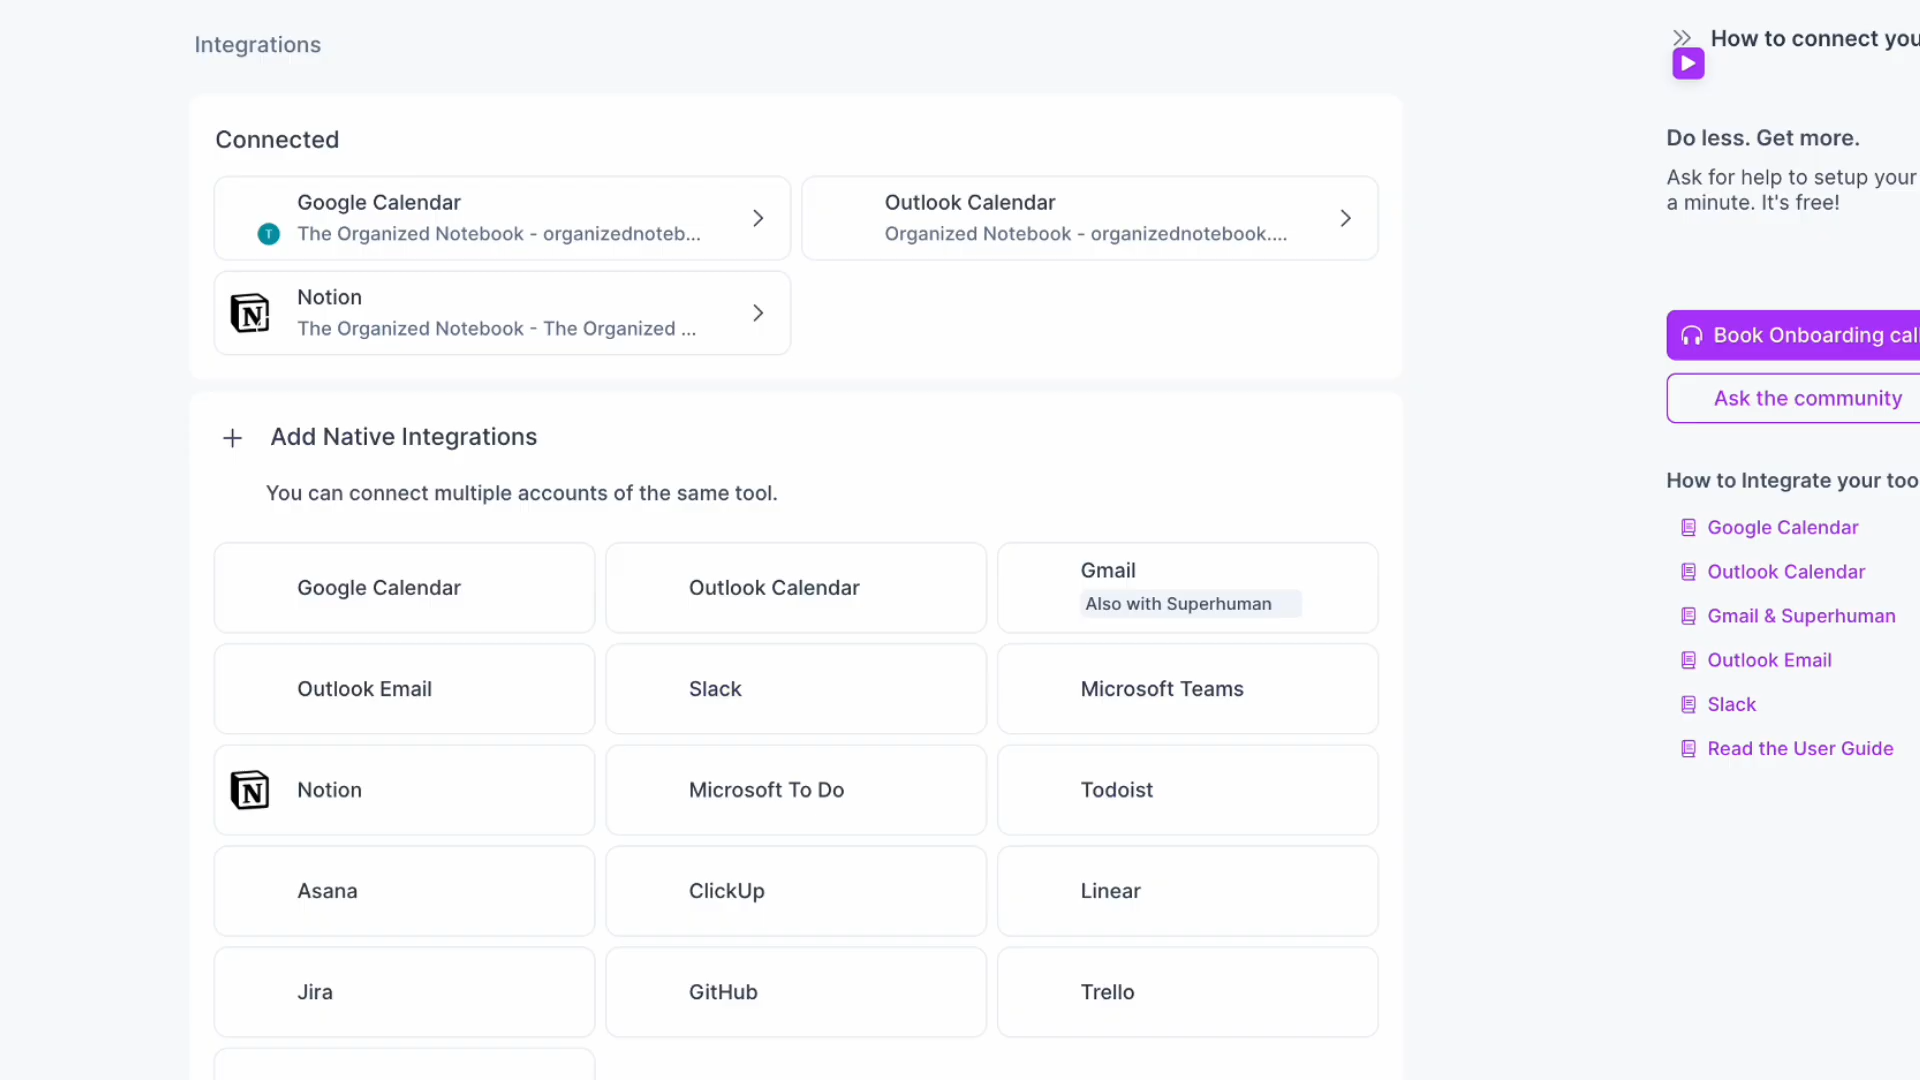 Integrations
Connected
Google Calendar
T
The Organized Notebook - organizednoteb...
Outlook Calendar
Organized Notebook - organizednotebook....
N
Notion
The Organized Notebook - The Organized ...
Add Native Integrations
You can connect multiple accounts of the same tool.
Google Calendar
Outlook Calendar
Gmail
Also with Superhuman
Outlook Email
Slack
Microsoft Teams
N
Notion
Microsoft To Do
Todoist
Asana
ClickUp
Linear
Jira
GitHub
Trello
How to connect you
Do less. Get more.
Ask for help to setup your
a minute. It's free!
Book Onboarding call
Ask the community
How to Integrate your too
Google Calendar
Outlook Calendar
Gmail & Superhuman
Outlook Email
Slack
Read the User Guide